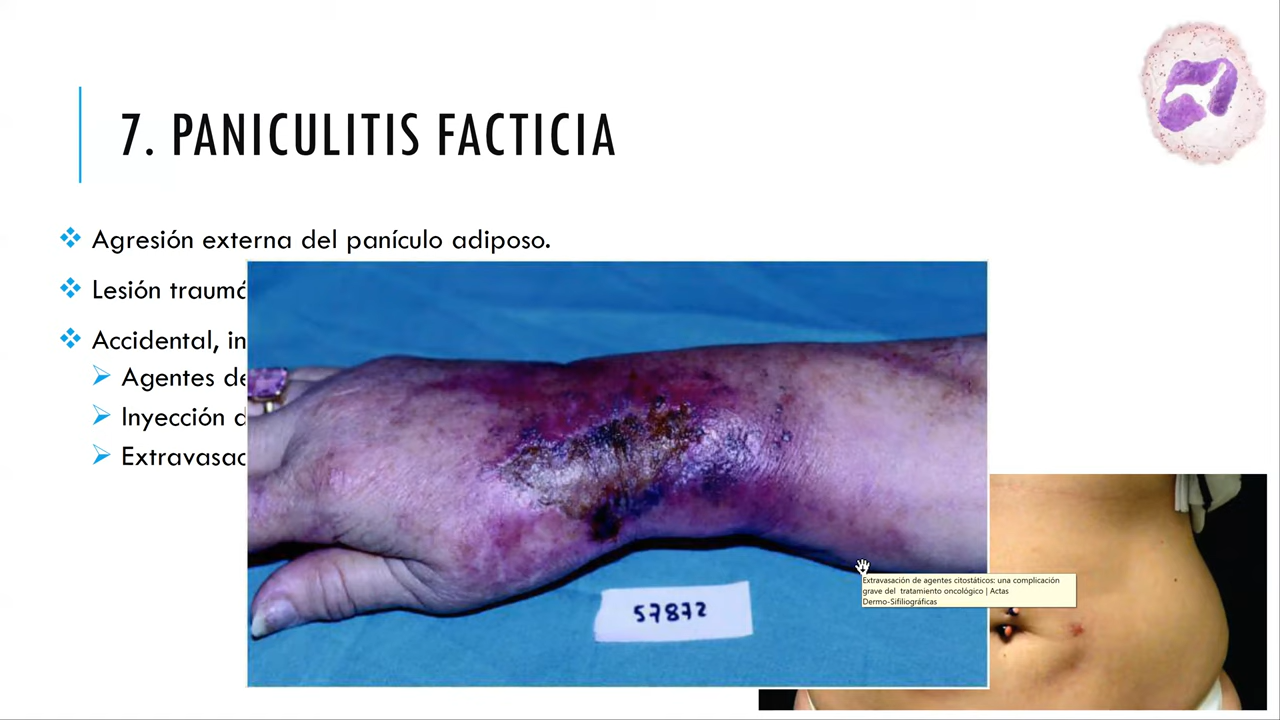 7. PANICULITIS FACTICIA
Agresión externa del panículo adiposo.
Lesión traumá
Accidental, in
Agentes de
Inyección d
Extravasac
57872
Extravasación de agentes citostáticos: una complicación
grave del tratamiento oncológico | Actas
Dermo-Sifiliográficas